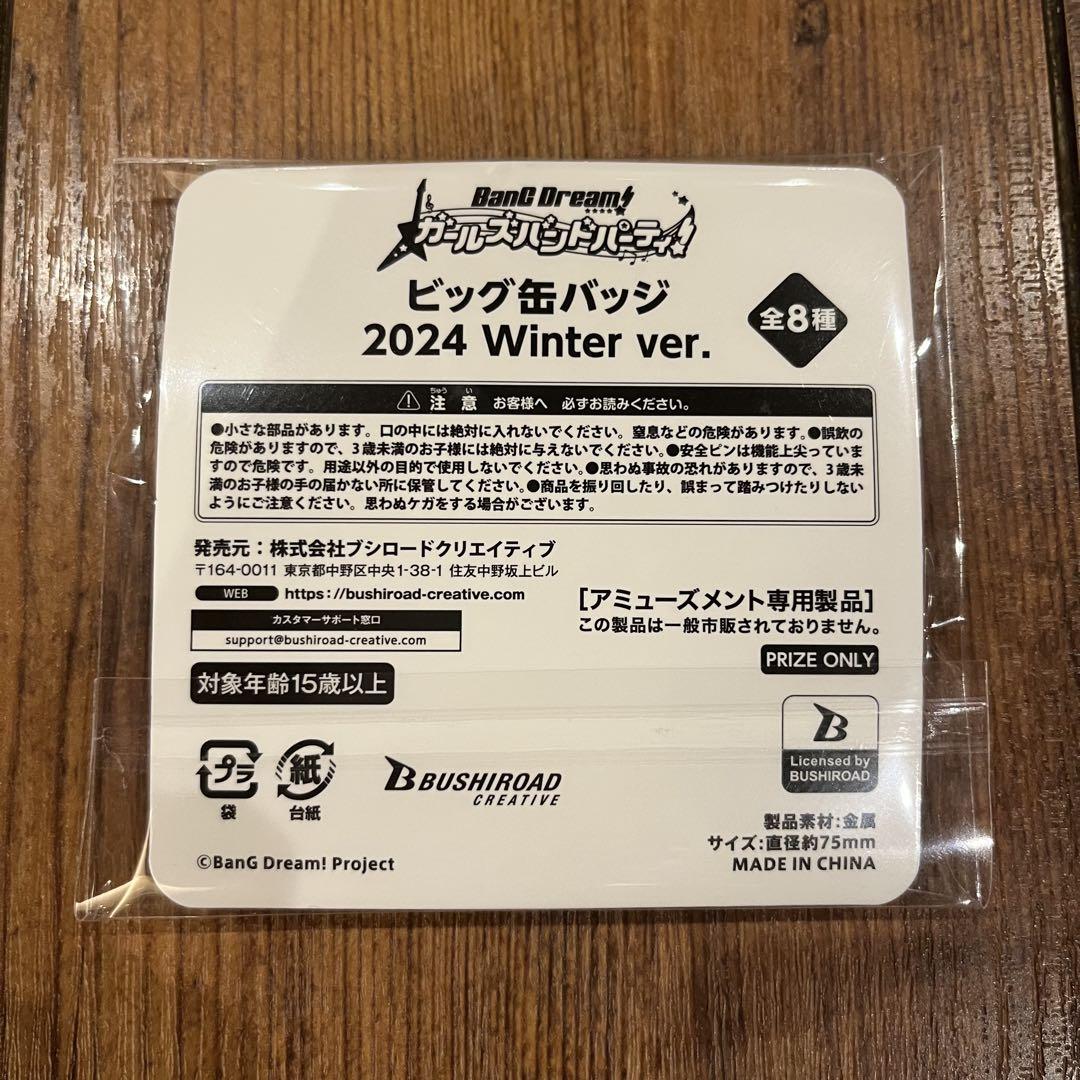 BanG Dream!
ガールズバンドパーティ!
ビッグ缶バッジ
2024 Winter ver.
全8種
注意 お客様へ 必ずお読みください。
●小さな部品があります。口の中には絶対に入れないでください。窒息などの危険があります。●誤飲の
危険がありますので、3歳未満のお子様には絶対に与えないでください。●安全ピンは機能上尖っていま
すので危険です。用途以外の目的で使用しないでください。●思わぬ事故の恐れがありますので、3歳未
満のお子様の手の届かない所に保管してください。●商品を振り回したり、誤まって踏みつけたりしない
ようにご注意ください。思わぬケガをする場合がございます。
発売元:株式会社ブシロードクリエイティブ
〒164-0011 東京都中野区中央1-38-1 住友中野坂上ビル
WEB https://bushiroad-creative.com
カスタマーサポート窓口
support@bushiroad-creative.com
対象年齢15歳以上
[アミューズメント専用製品]
この製品は一般市販されておりません。
PRIZE ONLY
プラ
袋
紙
台紙
BUSHIROAD
CREATIVE
B
Licensed by
BUSHIROAD
製品素材:金属
サイズ:直径約75mm
MADE IN CHINA
©BanG Dream! Project